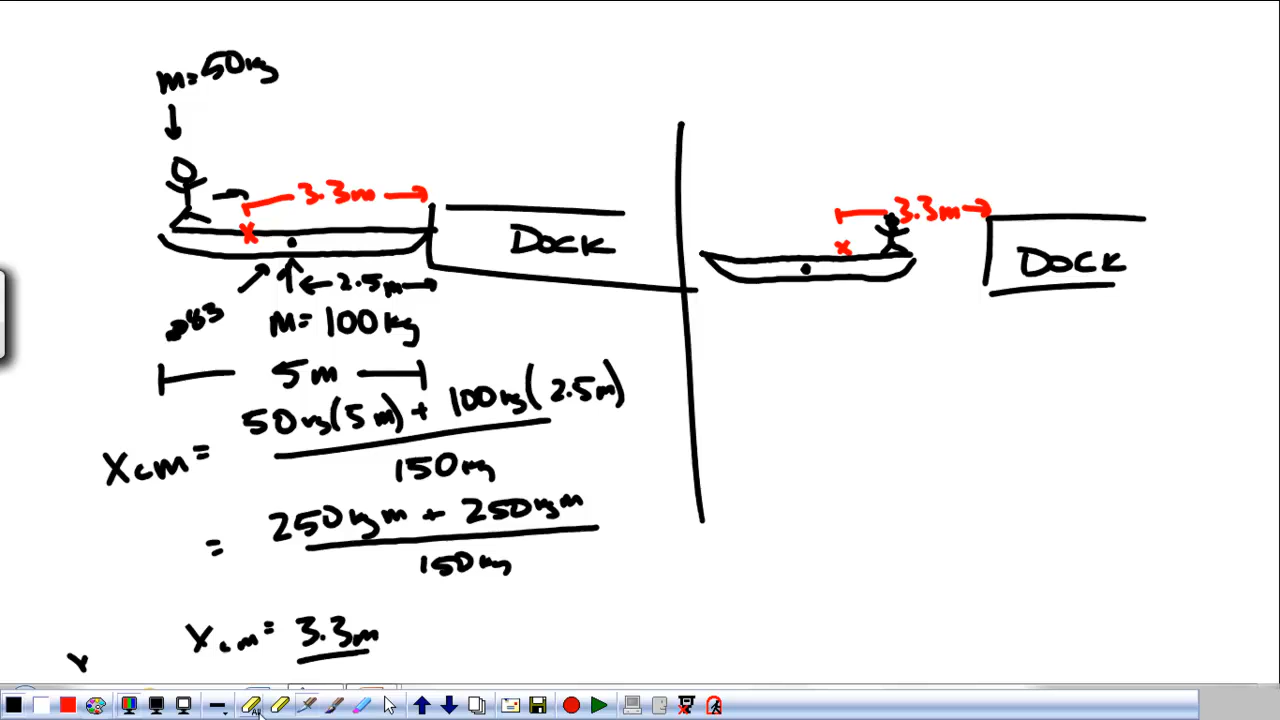 m=50kg
3.3m
x
DOCK
2.5m
m=100kg
5m
Xcm = 50kg(5m) + 100kg(2.5m)
150kg
= 250kgm + 250kgm
150kg
Xcm = 3.3m
3.3m
x
DOCK